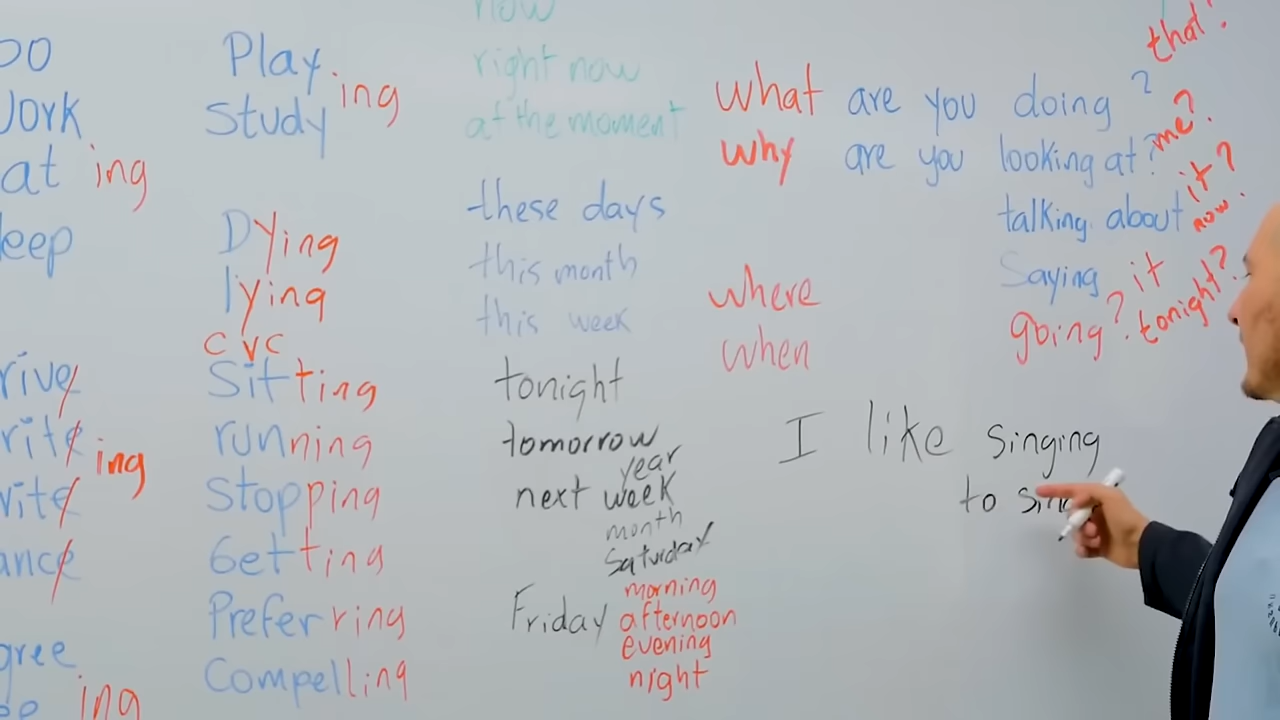 Play ing
Study
Dying
lying
C V C
Sitting
running
Stopping
Getting
Preferring
Compelling
ing
ing
ing
now
right now
at the moment
these days
this month
this week
tonight
tomorrow
year
next week
month
Saturday
morning
Friday afternoon
evening
night
that?
what are you doing ?
why are you looking at? me?
talking about it?
now.
Saying it
going? tonight?
where
when
I like singing
to